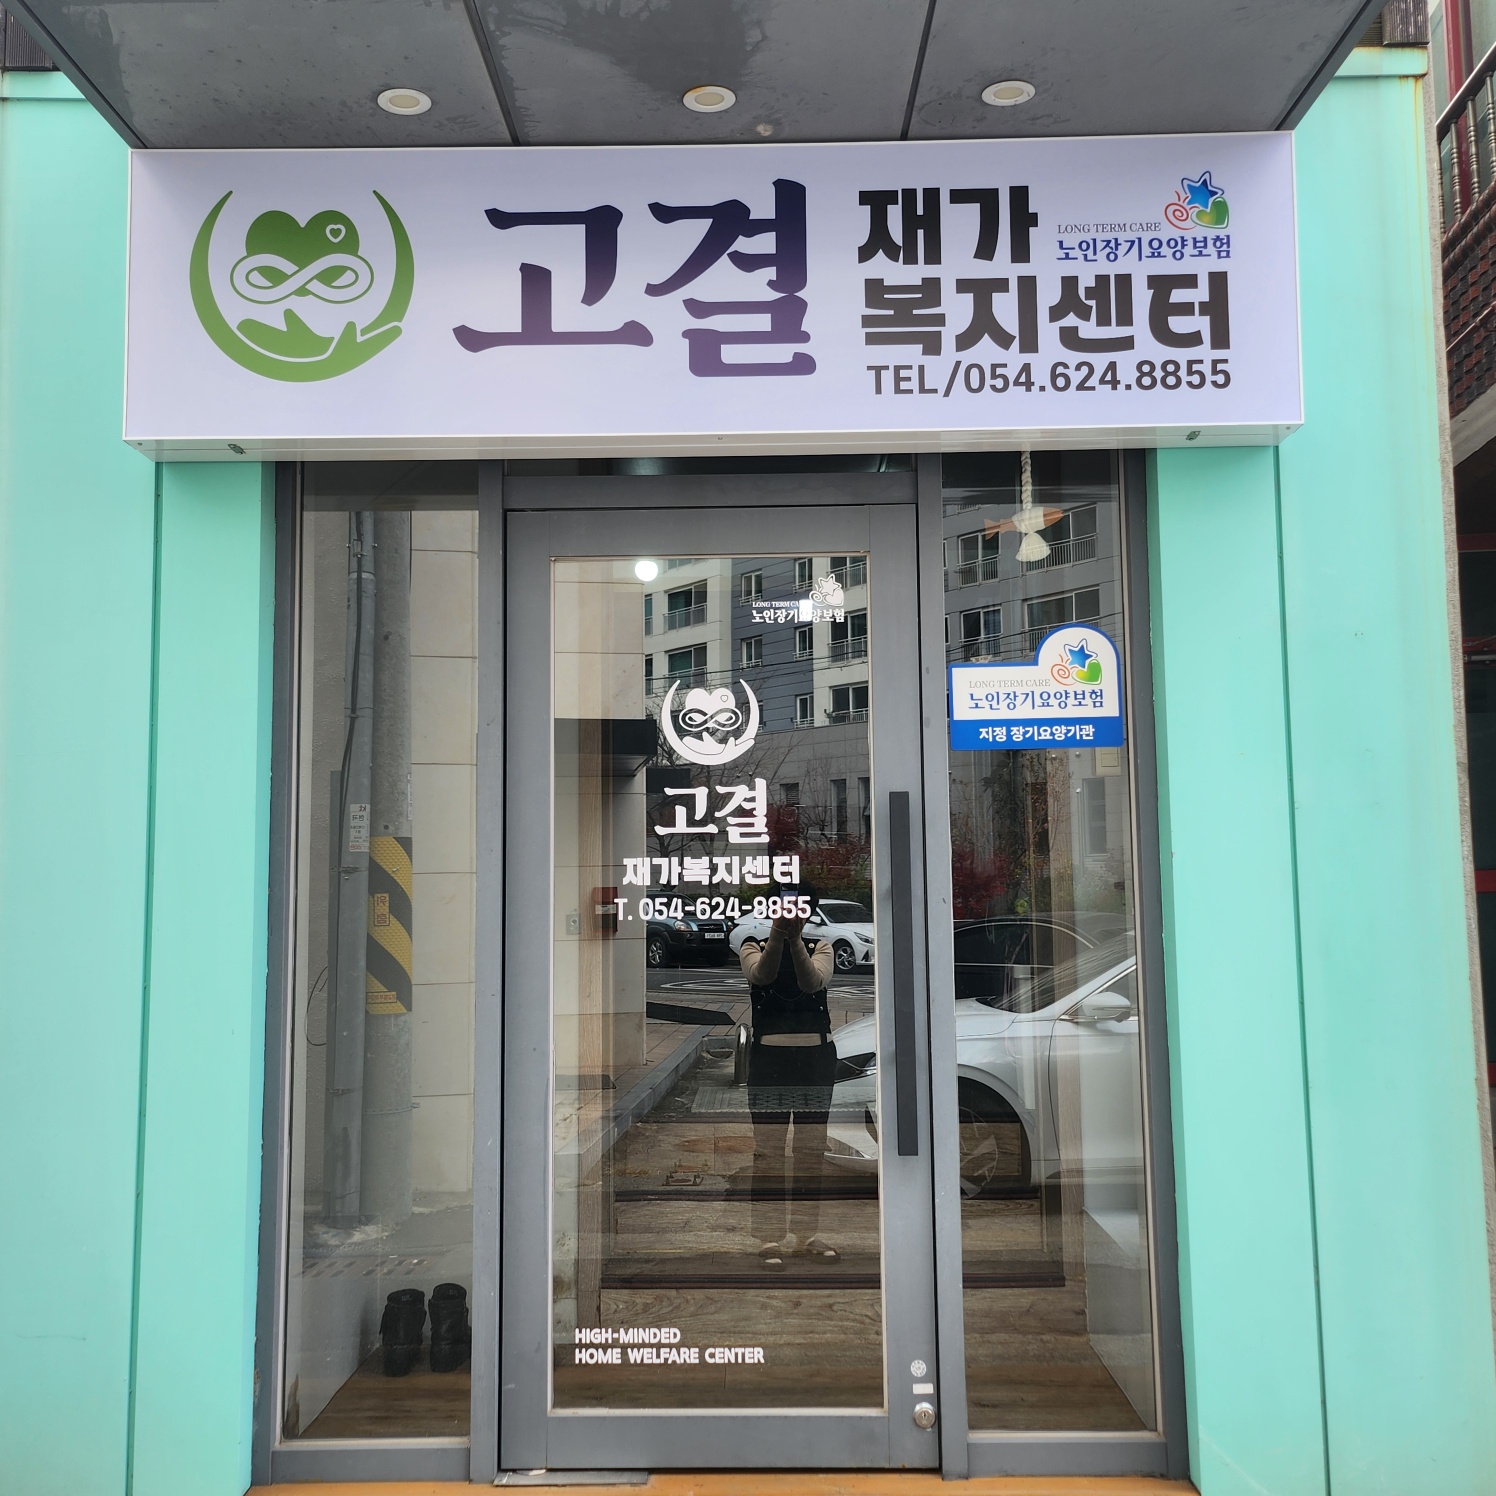 고결
재가
LONG TERM CARE
노인장기요양보험
복지센터
TEL/054.624.8855
LONG TERM CARE
노인장기요양보험
고결
재가복지센터
T. 054-624-8855
LONG TERM CARE
노인장기요양보험
지정 장기요양기관
HIGH-MINDED
HOME WELFARE CENTER